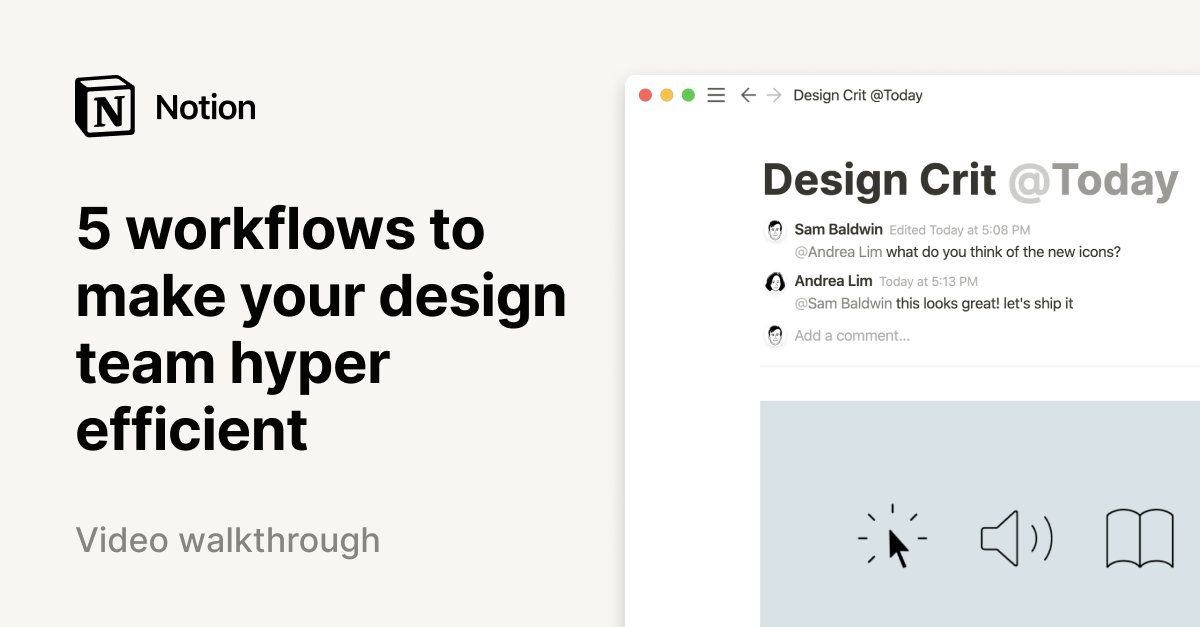 N Notion
5 workflows to
make your design
team hyper
efficient
Video walkthrough
Design Crit @Today
Design Crit @Today
Sam Baldwin Edited Today at 5:08 PM
@Andrea Lim what do you think of the new icons?
Andrea Lim Today at 5:13 PM
@Sam Baldwin this looks great! let's ship it
Add a comment...